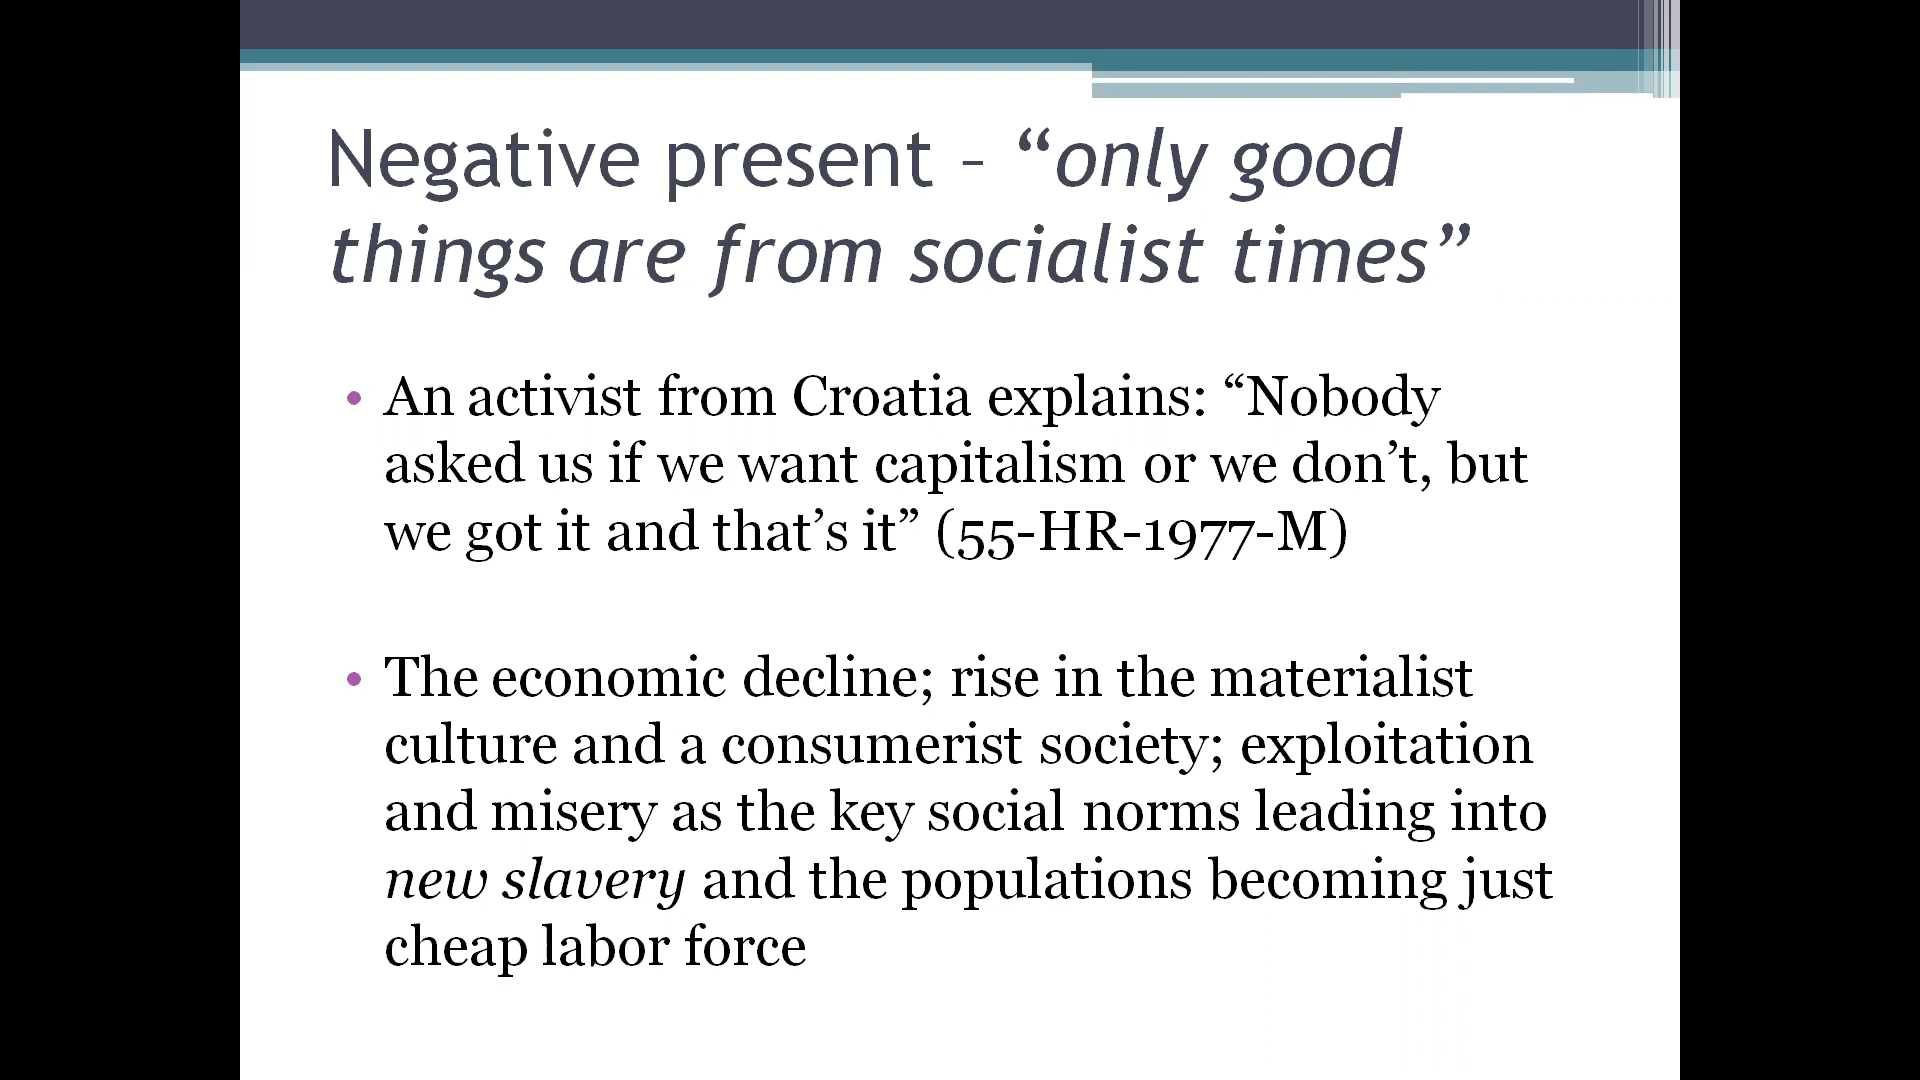 Negative present – “only good
things are from socialist times”
• An activist from Croatia explains: “Nobody
asked us if we want capitalism or we don’t, but
we got it and that’s it” (55-HR-1977-M)
• The economic decline; rise in the materialist
culture and a consumerist society; exploitation
and misery as the key social norms leading into
new slavery and the populations becoming just
cheap labor force